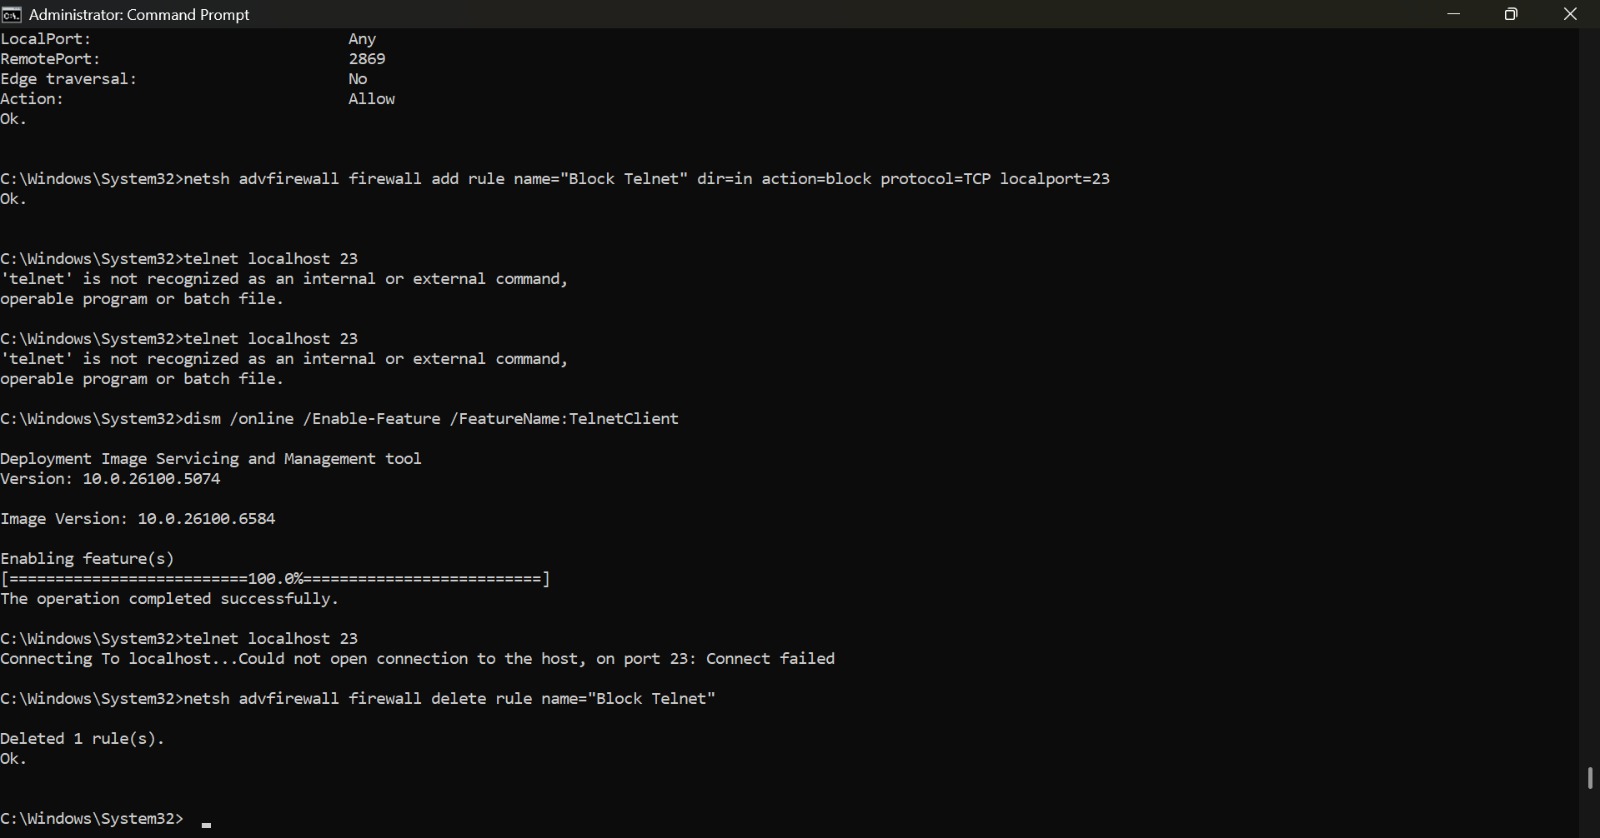 Administrator: Command Prompt
LocalPort: Any
RemotePort: 2869
Edge traversal: No
Action: Allow
Ok.
C:\Windows\System32>netsh advfirewall firewall add rule name="Block Telnet" dir=in action=block protocol=TCP localport=23
Ok.
C:\Windows\System32>telnet localhost 23
'telnet' is not recognized as an internal or external command,
operable program or batch file.
C:\Windows\System32>telnet localhost 23
'telnet' is not recognized as an internal or external command,
operable program or batch file.
C:\Windows\System32>dism /online /Enable-Feature /FeatureName:TelnetClient
Deployment Image Servicing and Management tool
Version: 10.0.26100.5074
Image Version: 10.0.26100.6584
Enabling feature(s)
[==========================100.0%==========================]
The operation completed successfully.
C:\Windows\System32>telnet localhost 23
Connecting To localhost...Could not open connection to the host, on port 23: Connect failed
C:\Windows\System32>netsh advfirewall firewall delete rule name="Block Telnet"
Deleted 1 rule(s).
Ok.
C:\Windows\System32>